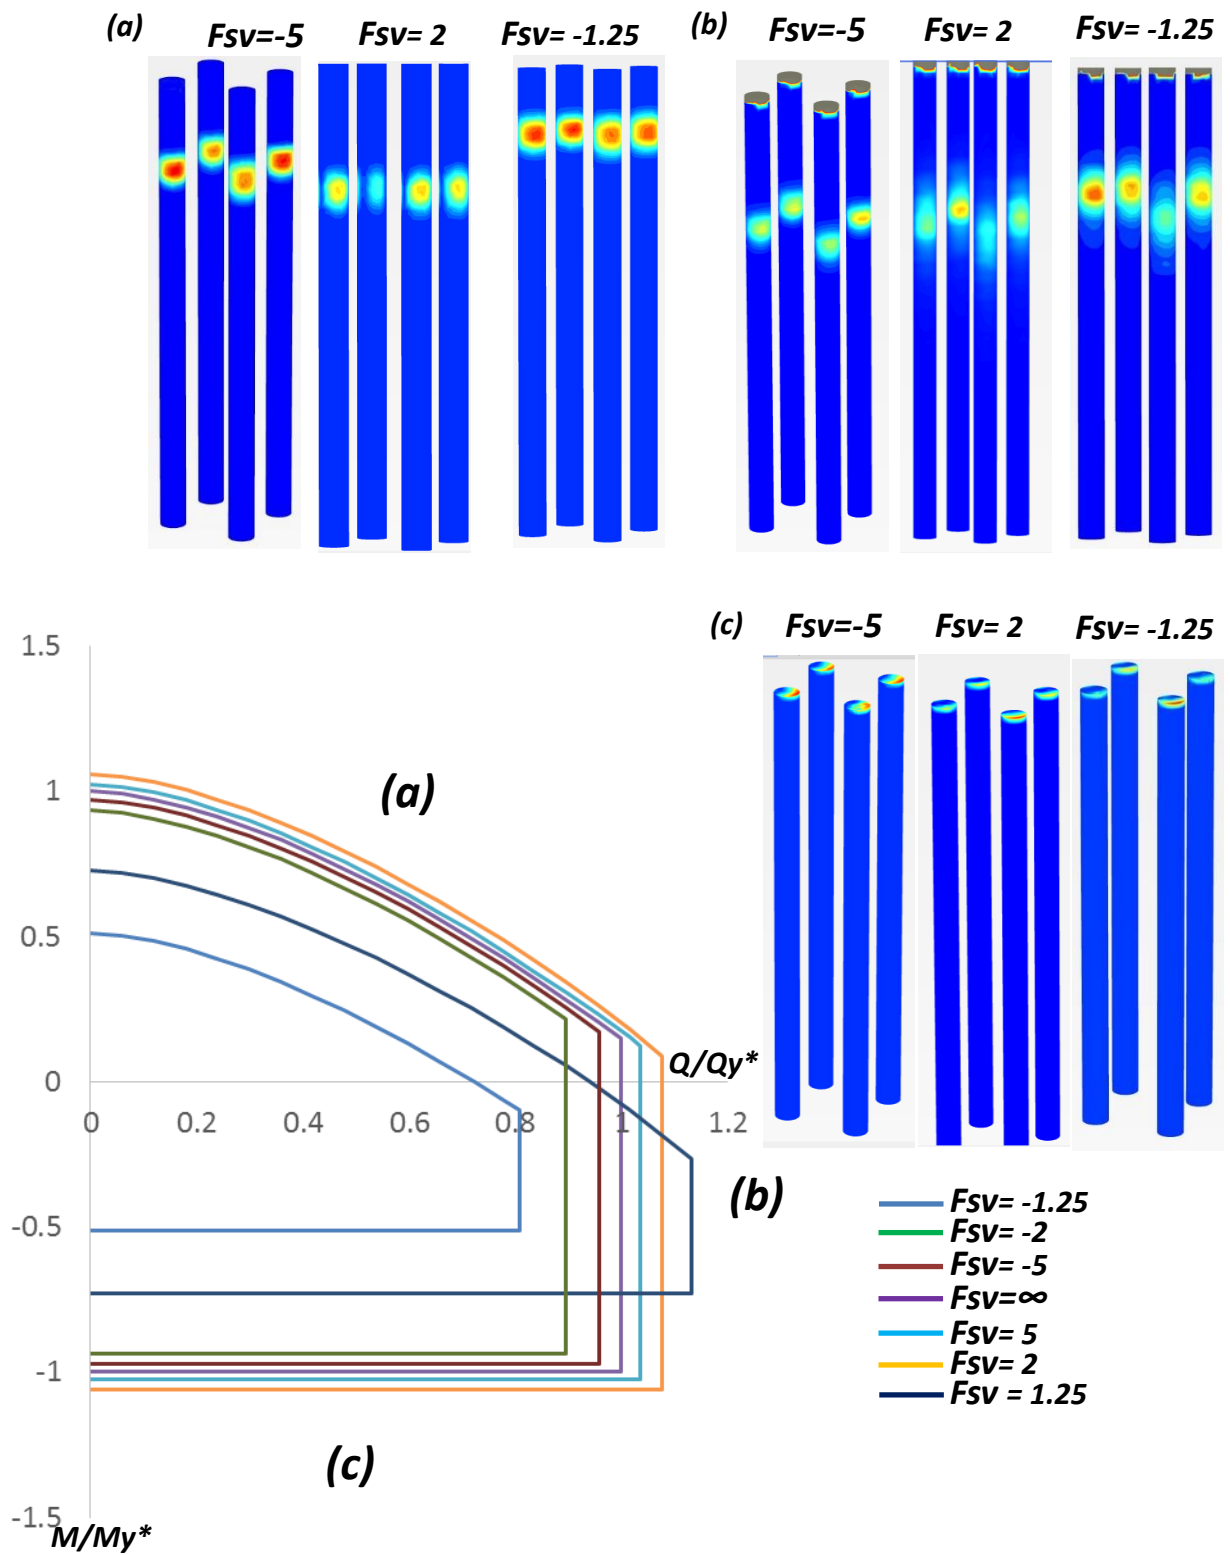 (a)
Fsv=-5
Fsv= 2
Fsv= -1.25
(b)
Fsv=-5
Fsv= 2
Fsv= -1.25
(c)
Fsv=-5
Fsv= 2
Fsv= -1.25
1.5
1
0.5
0
-0.5
-1
-1.5
0
0.2
0.4
0.6
0.8
1
1.2
Q/Qy*
M/My*
(a)
(b)
(c)
Fsv= -1.25
Fsv= -2
Fsv= -5
Fsv=∞
Fsv= 5
Fsv= 2
Fsv = 1.25